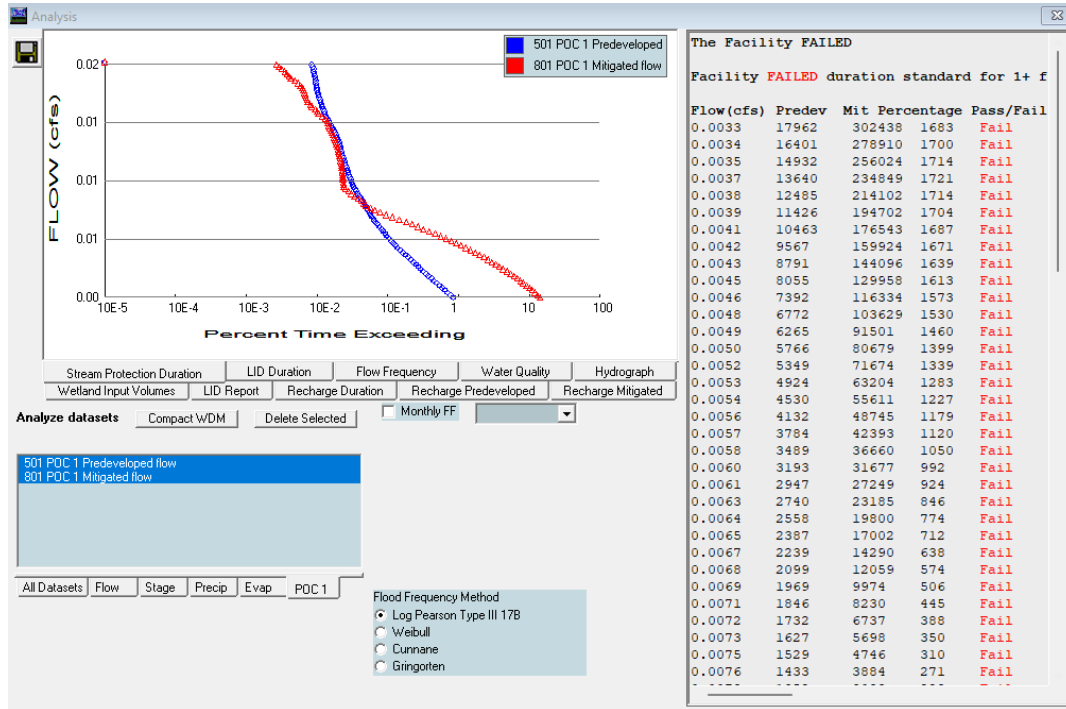 Analysis
501 POC 1 Predeveloped
801 POC 1 Mitigated flow
0.02
0.01
0.01
0.01
0.00
FLOW (cfs)
10E-5 10E-4 10E-3 10E-2 10E-1 1 10 100
Percent Time Exceeding
Stream Protection Duration LID Duration Flow Frequency Water Quality Hydrograph
Wetland Input Volumes LID Report Recharge Duration Recharge Predeveloped Recharge Mitigated
Analyze datasets Compact WDM Delete Selected Monthly FF
501 POC 1 Predeveloped flow
801 POC 1 Mitigated flow
All Datasets Flow Stage Precip Evap POC 1
Flood Frequency Method
Log Pearson Type III 17B
Weibull
Cunnane
Gringorten
The Facility FAILED
Facility FAILED duration standard for 1+ f
Flow(cfs) Predev Mit Percentage Pass/Fail
0.0033 17962 302438 1683 Fail
0.0034 16401 278910 1700 Fail
0.0035 14932 256024 1714 Fail
0.0037 13640 234849 1721 Fail
0.0038 12485 214102 1714 Fail
0.0039 11426 194702 1704 Fail
0.0041 10463 176543 1687 Fail
0.0042 9567 159924 1671 Fail
0.0043 8791 144096 1639 Fail
0.0045 8055 129958 1613 Fail
0.0046 7392 116334 1573 Fail
0.0048 6772 103629 1530 Fail
0.0049 6265 91501 1460 Fail
0.0050 5766 80679 1399 Fail
0.0052 5349 71674 1339 Fail
0.0053 4924 63204 1283 Fail
0.0054 4530 55611 1227 Fail
0.0056 4132 48745 1179 Fail
0.0057 3784 42393 1120 Fail
0.0058 3489 36660 1050 Fail
0.0060 3193 31677 992 Fail
0.0061 2947 27249 924 Fail
0.0063 2740 23185 846 Fail
0.0064 2558 19800 774 Fail
0.0065 2387 17002 712 Fail
0.0067 2239 14290 638 Fail
0.0068 2099 12059 574 Fail
0.0069 1969 9974 506 Fail
0.0071 1846 8230 445 Fail
0.0072 1732 6737 388 Fail
0.0073 1627 5698 350 Fail
0.0075 1529 4746 310 Fail
0.0076 1433 3884 271 Fail